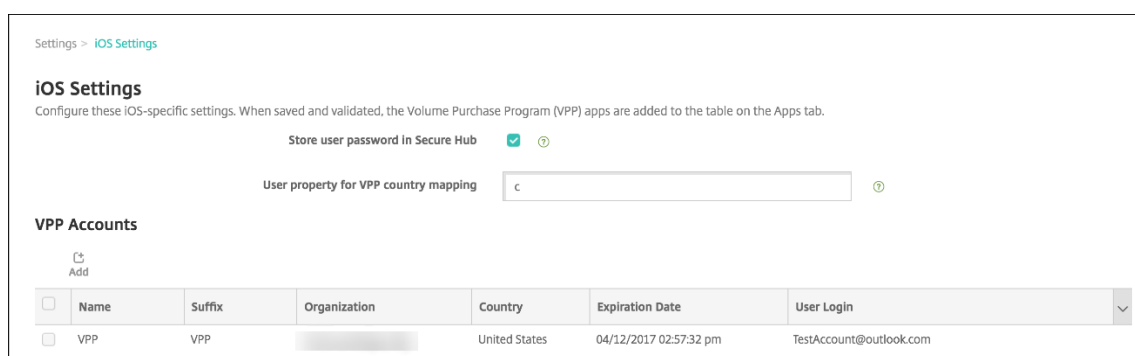 Settings > iOS Settings
iOS Settings
Configure these iOS-specific settings. When saved and validated, the Volume Purchase Program (VPP) apps are added to the table on the Apps tab.
Store user password in Secure Hub ?
User property for VPP country mapping c ?
VPP Accounts
Add
Name Suffix Organization Country Expiration Date User Login
VPP VPP United States 04/12/2017 02:57:32 pm TestAccount@outlook.com